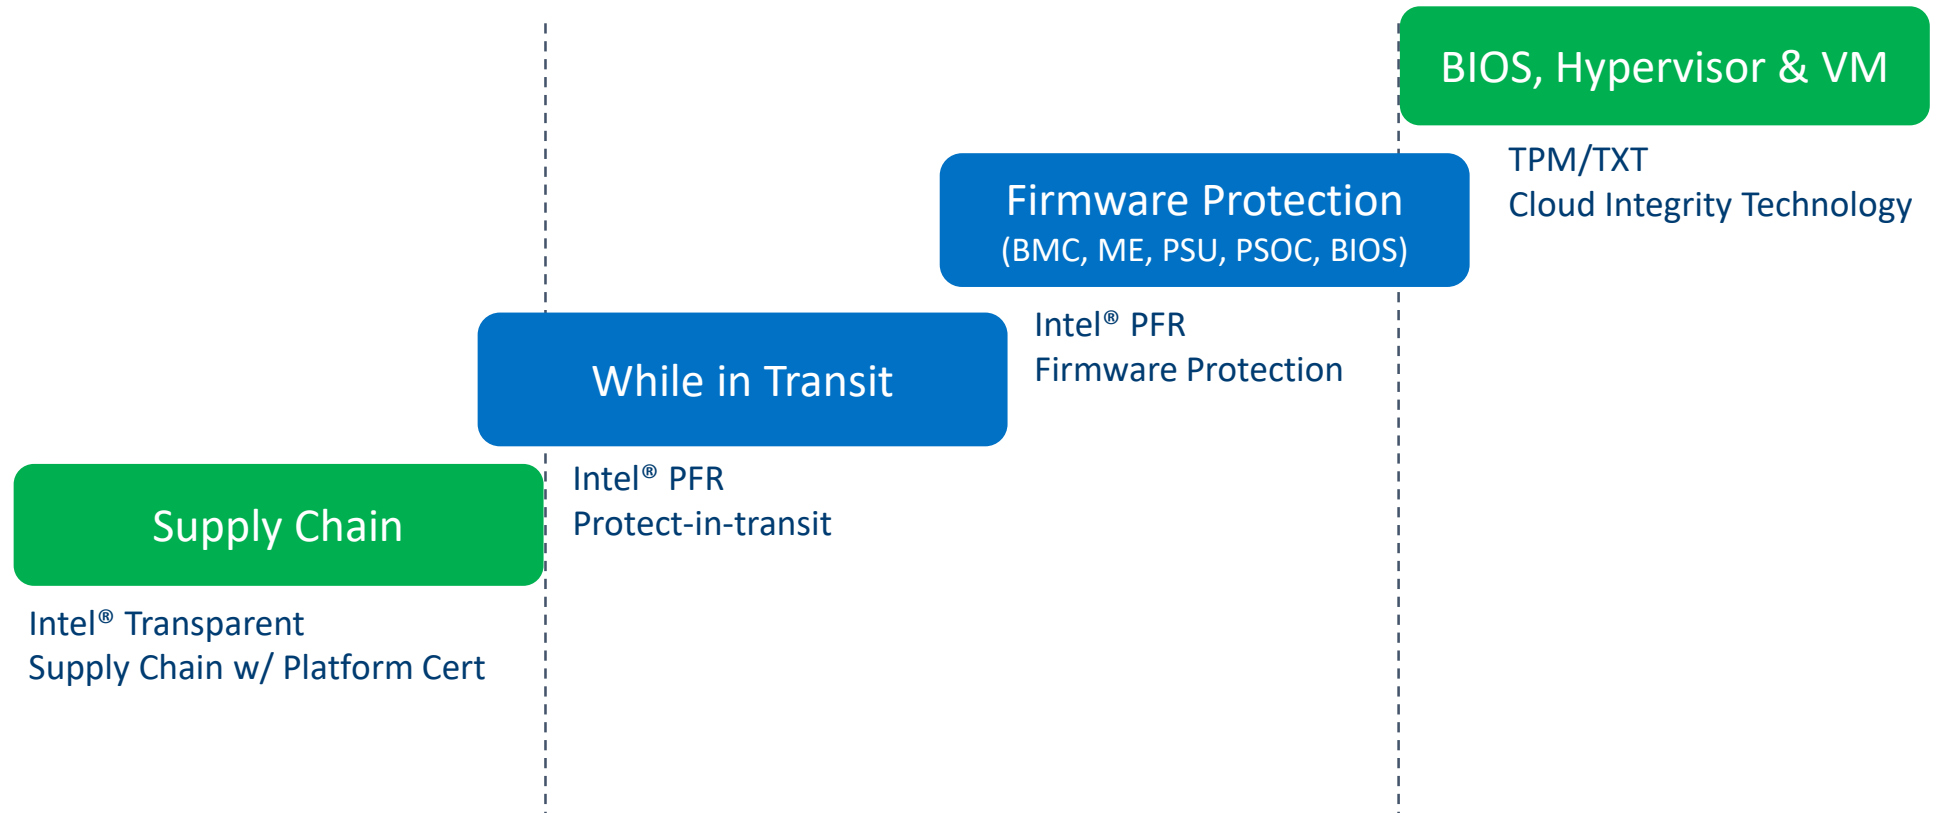 BIOS, Hypervisor & VM
TPM/TXT
Cloud Integrity Technology
Firmware Protection
(BMC, ME, PSU, PSOC, BIOS)
Intel® PFR
Firmware Protection
While in Transit
Intel® PFR
Protect-in-transit
Supply Chain
Intel® Transparent
Supply Chain w/ Platform Cert